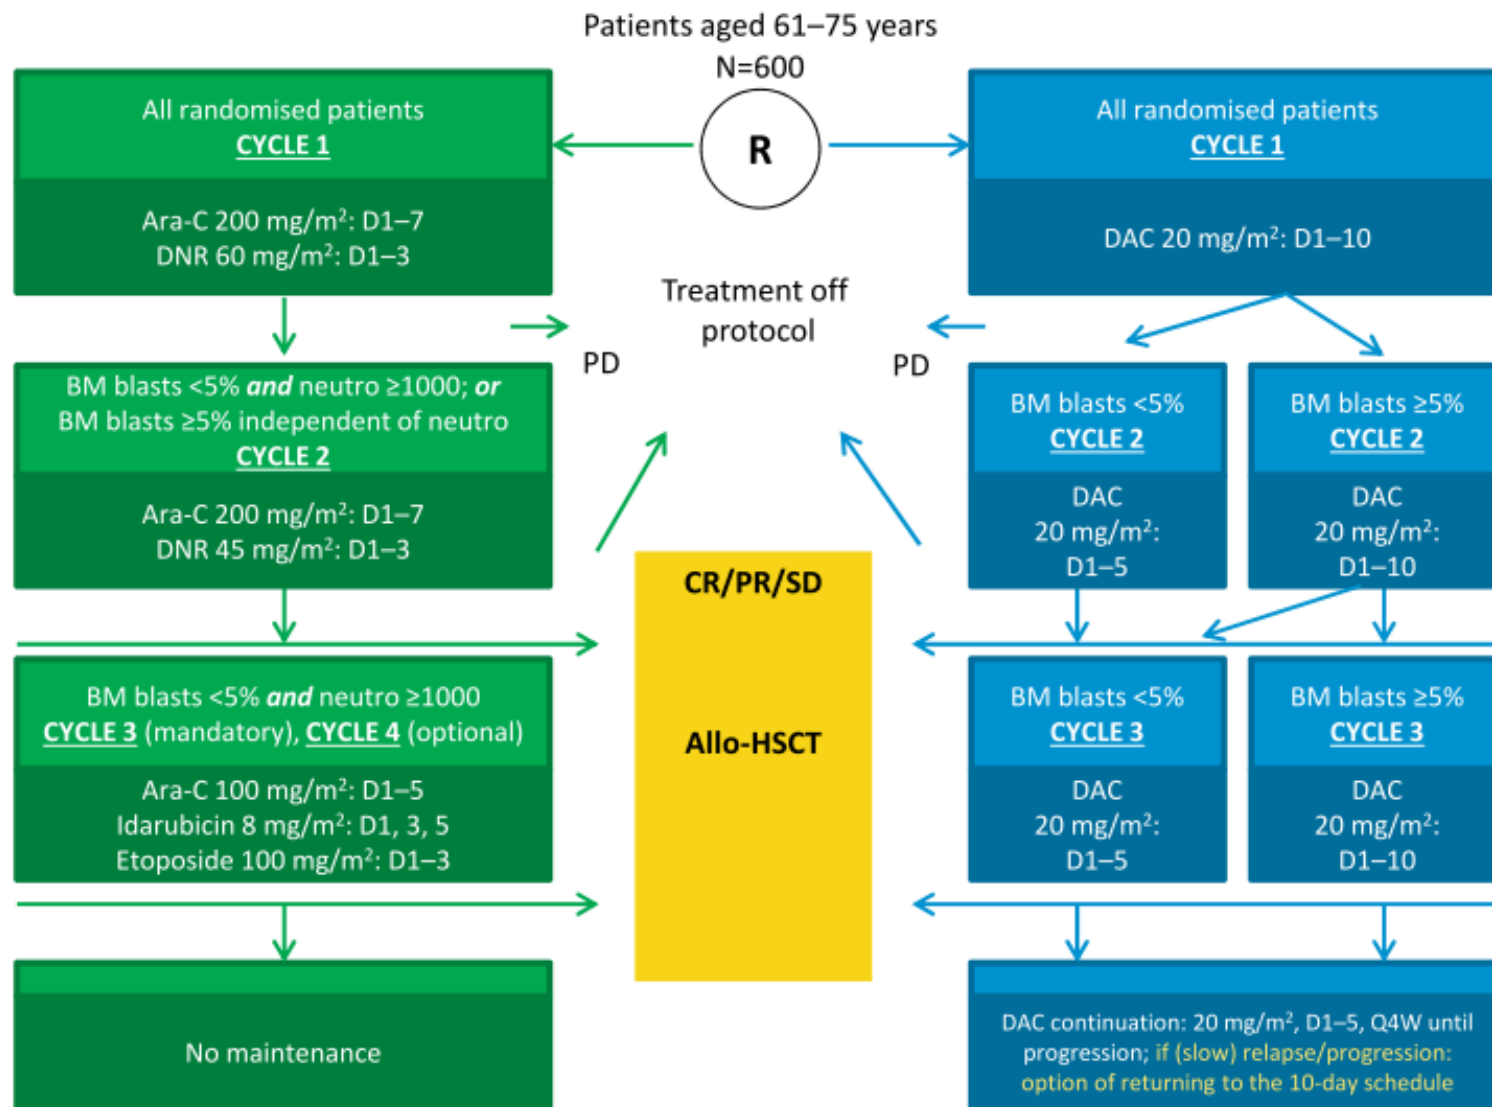 Patients aged 61–75 years
N=600
R
All randomised patients
CYCLE 1
Ara-C 200 mg/m²: D1–7
DNR 60 mg/m²: D1–3
All randomised patients
CYCLE 1
DAC 20 mg/m²: D1–10
Treatment off
protocol
PD
PD
BM blasts <5% and neutro ≥1000; or
BM blasts ≥5% independent of neutro
CYCLE 2
Ara-C 200 mg/m²: D1–7
DNR 45 mg/m²: D1–3
BM blasts <5%
CYCLE 2
DAC
20 mg/m²:
D1–5
BM blasts ≥5%
CYCLE 2
DAC
20 mg/m²:
D1–10
CR/PR/SD
Allo-HSCT
BM blasts <5% and neutro ≥1000
CYCLE 3 (mandatory), CYCLE 4 (optional)
Ara-C 100 mg/m²: D1–5
Idarubicin 8 mg/m²: D1, 3, 5
Etoposide 100 mg/m²: D1–3
BM blasts <5%
CYCLE 3
DAC
20 mg/m²:
D1–5
BM blasts ≥5%
CYCLE 3
DAC
20 mg/m²:
D1–10
No maintenance
DAC continuation: 20 mg/m², D1–5, Q4W until
progression; if (slow) relapse/progression:
option of returning to the 10-day schedule